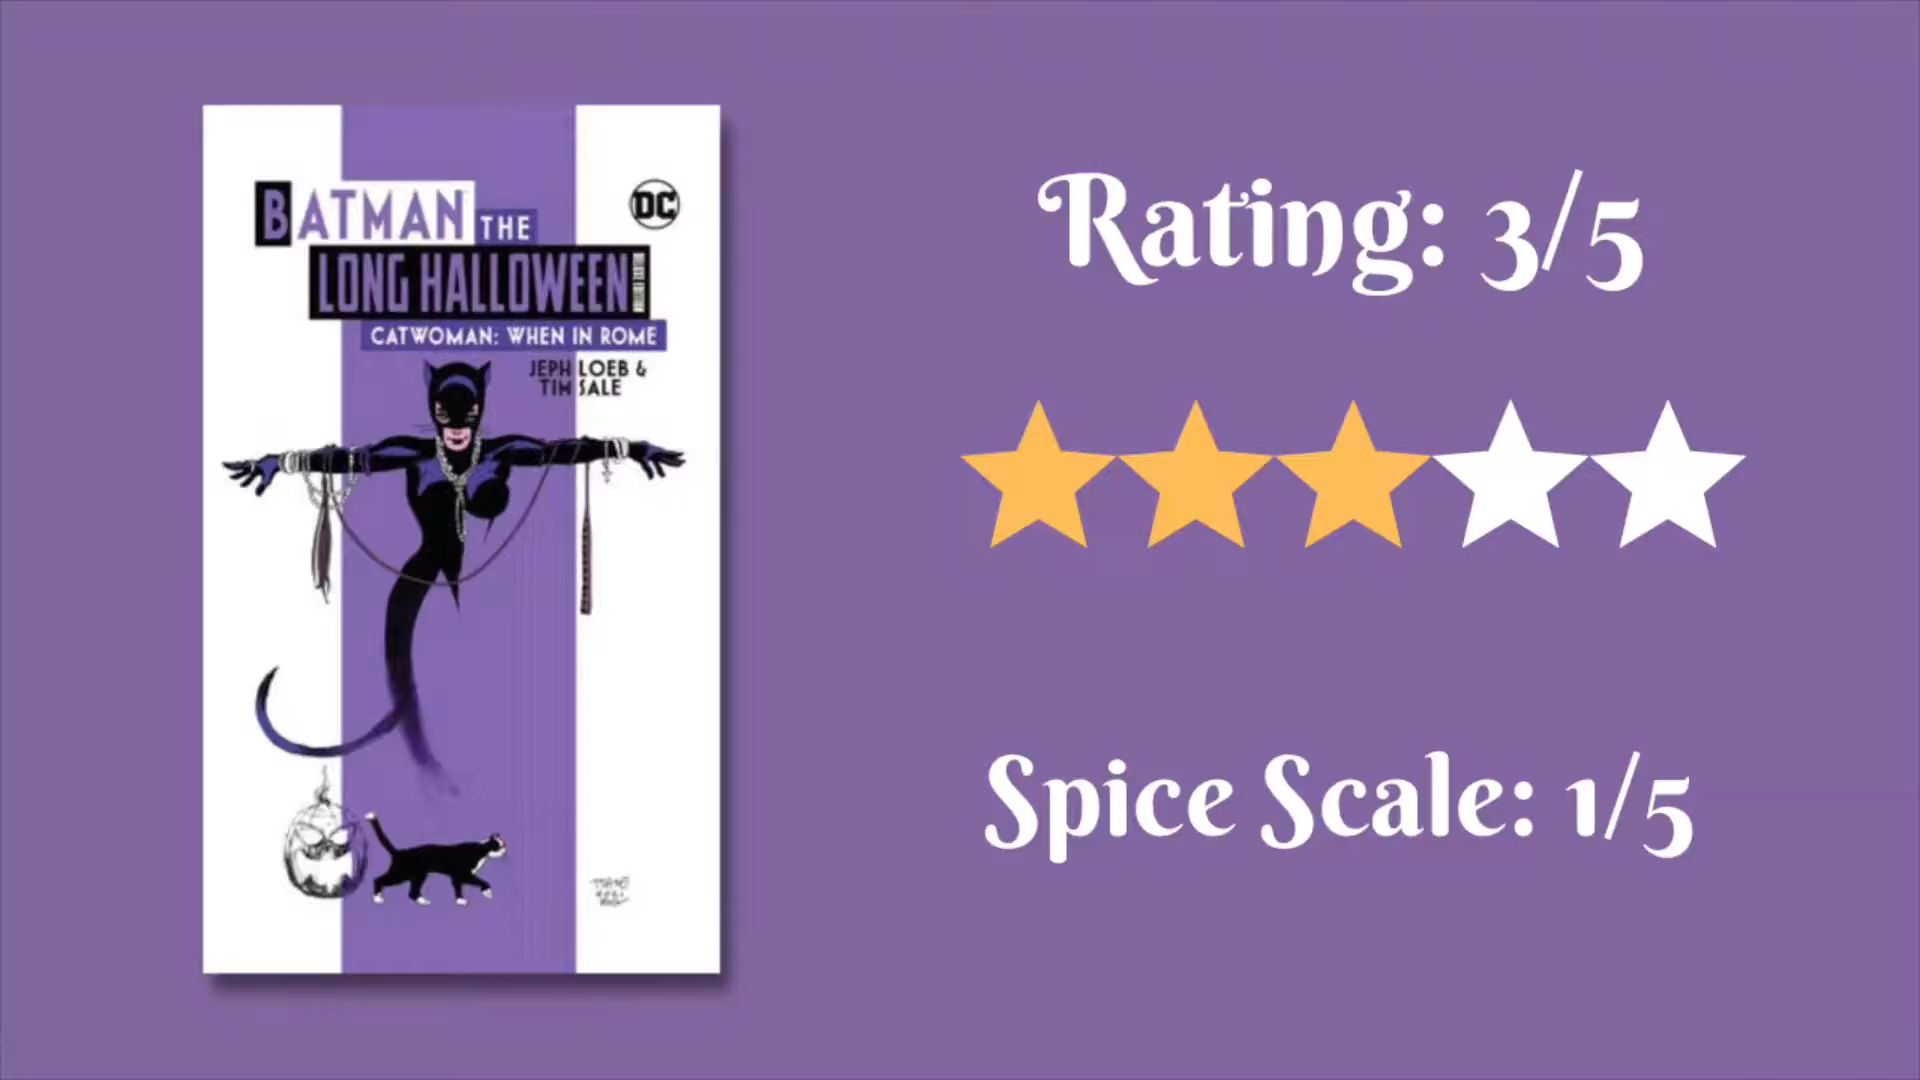 BATMAN THE
DC
LONG HALLOWEEN
CATWOMAN: WHEN IN ROME
JEPH LOEB &
TIM SALE
Rating: 3/5
Spice Scale: 1/5